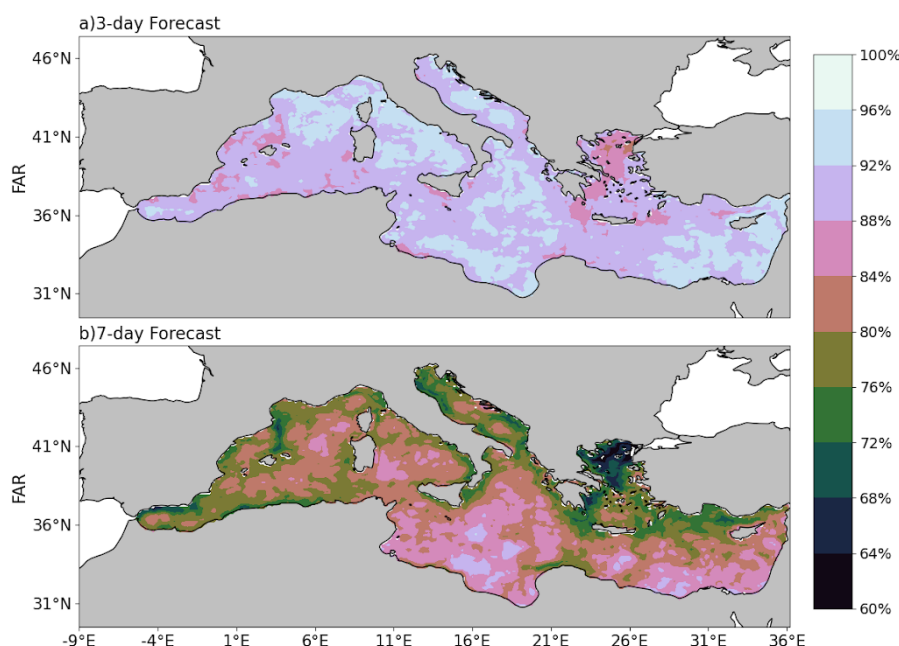 a)3-day Forecast
46°N
41°N
36°N
31°N
FAR
b)7-day Forecast
46°N
41°N
36°N
31°N
FAR
-9°E -4°E 1°E 6°E 11°E 16°E 21°E 26°E 31°E 36°E
100%
96%
92%
88%
84%
80%
76%
72%
68%
64%
60%